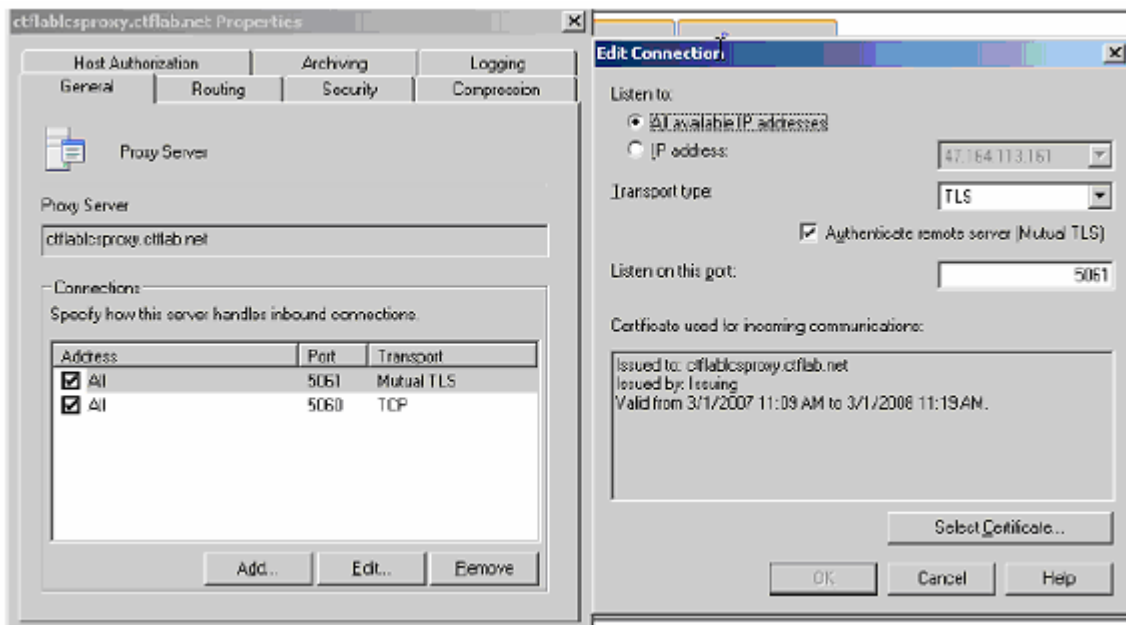 ctflablcsproxy.ctflab.net Properties
Host Authorization
Archiving
Logging
General
Routing
Security
Compression
Proxy Server
Proxy Server
ctflablcsproxy.ctflab.net
Connections
Specify how this server handles inbound connections.
Address Port Transport
All 5061 Mutual TLS
All 5060 TCP
Add... Edit... Remove
Edit Connection
Listen to:
All available IP addresses
IP address: 47.164.113.161
Transport type: TLS
Authenticate remote server (Mutual TLS)
Listen on this port: 5061
Certificate used for incoming communications:
Issued to: ctflablcsproxy.ctflab.net
Issued by: Issuing
Valid from 3/1/2007 11:09 AM to 3/1/2008 11:19 AM.
Select Certificate...
OK Cancel Help